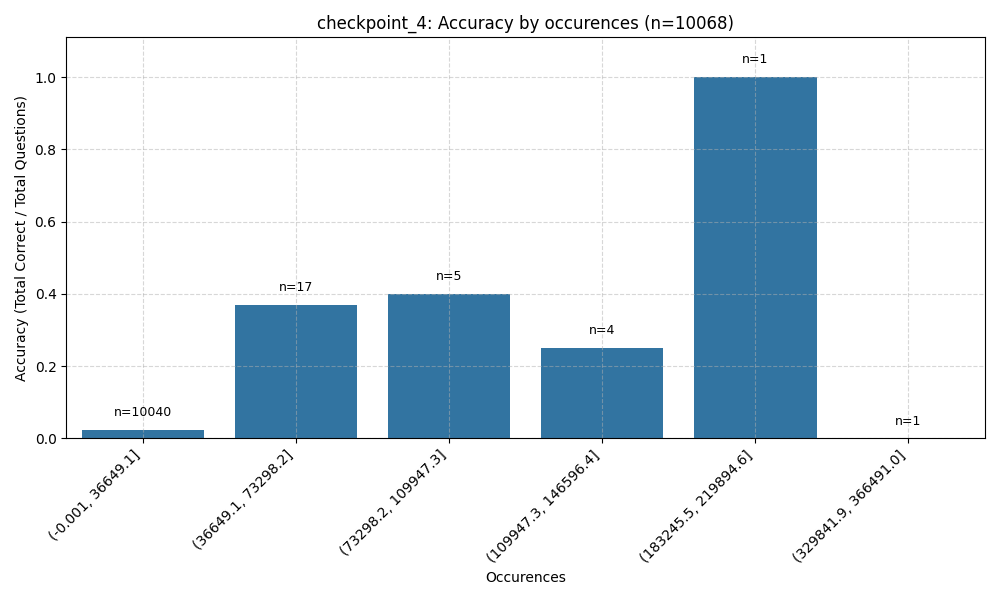 checkpoint_4: Accuracy by occurences (n=10068)
Accuracy (Total Correct / Total Questions)
1.0
0.8
0.6
0.4
0.2
0.0
n=10040
n=17
n=5
n=4
n=1
n=1
(-0.001, 36649.1]
(36649.1, 73298.2]
(73298.2, 109947.3]
(109947.3, 146596.4]
(183245.5, 219894.6]
(329841.9, 366491.0]
Occurences